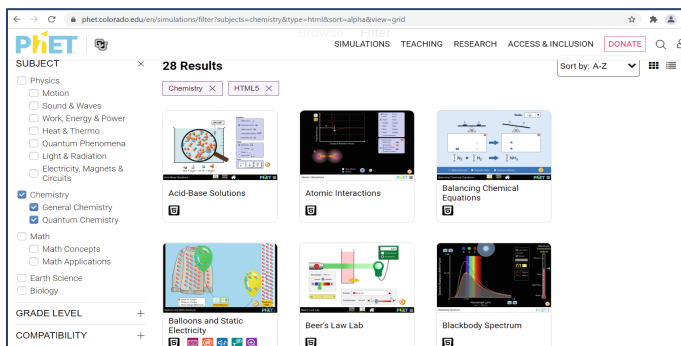 phet.colorado.edu/en/simulations/filter?subjects=chemistry&type=html&sort=alpha&view=grid
PhET
Browse Filter
SIMULATIONS TEACHING RESEARCH ACCESS & INCLUSION DONATE
SUBJECT ×
Physics
Motion
Sound & Waves
Work, Energy & Power
Heat & Thermo
Quantum Phenomena
Light & Radiation
Electricity, Magnets &
Circuits
Chemistry
General Chemistry
Quantum Chemistry
Math
Math Concepts
Math Applications
Earth Science
Biology
GRADE LEVEL +
COMPATIBILITY +
28 Results
Sort by: A-Z
Chemistry ×
HTML5 ×
Acid-Base Solutions
Atomic Interactions
N₂ + H₂ NH₃
Balancing Chemical
Equations
Balloons and Static
Electricity
Beer's Law Lab
Blackbody Spectrum